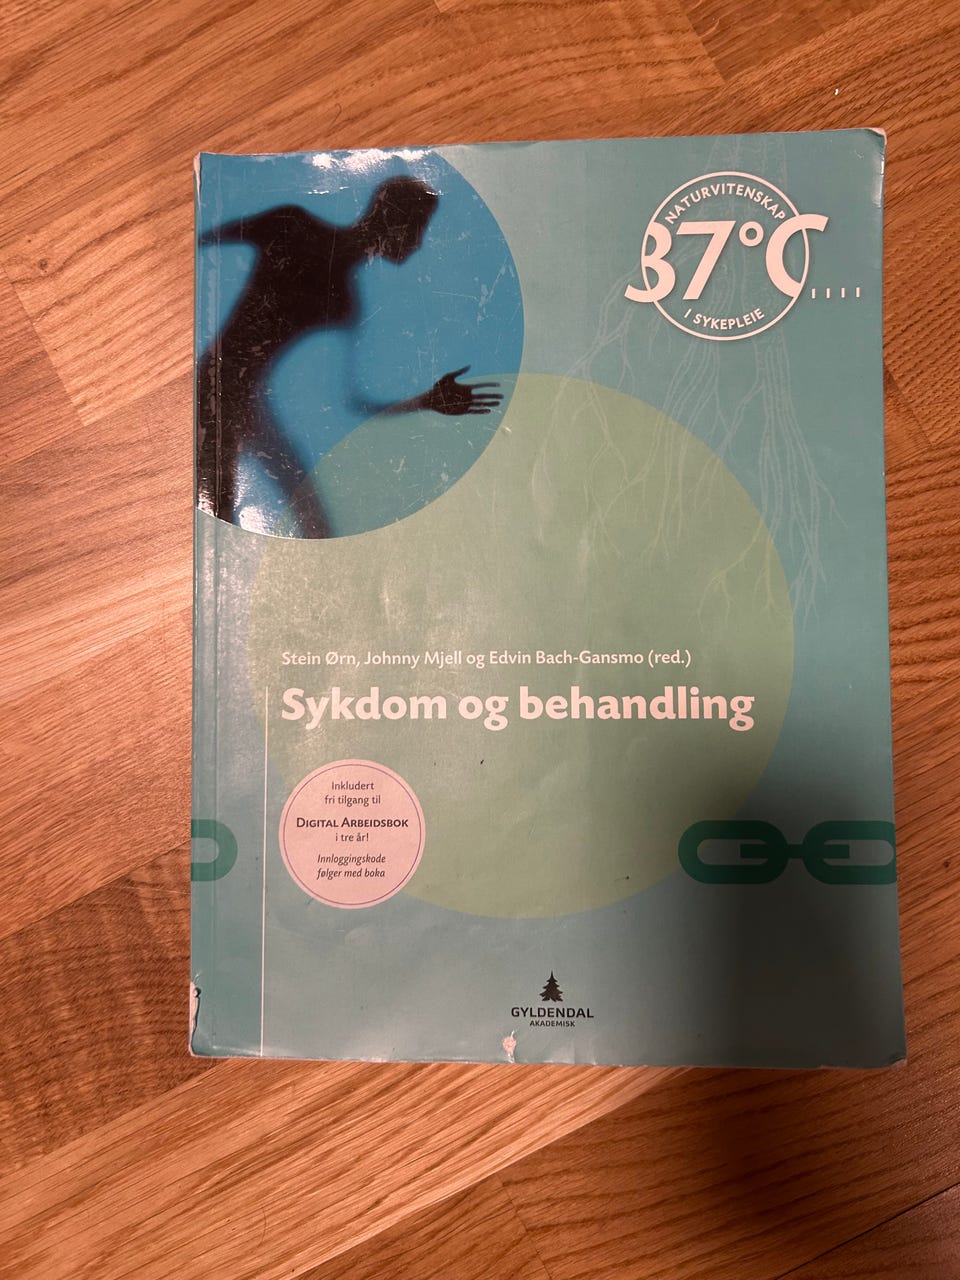 NATURVITENSKAP
37°C
I SYKEPLEIE
Stein Ørn, Johnny Mjell og Edvin Bach-Gansmo (red.)
Sykdom og behandling
Inkludert
fri tilgang til
DIGITAL ARBEIDSBOK
i tre år!
Innloggingskode
følger med boka
GYLDENDAL
AKADEMISK